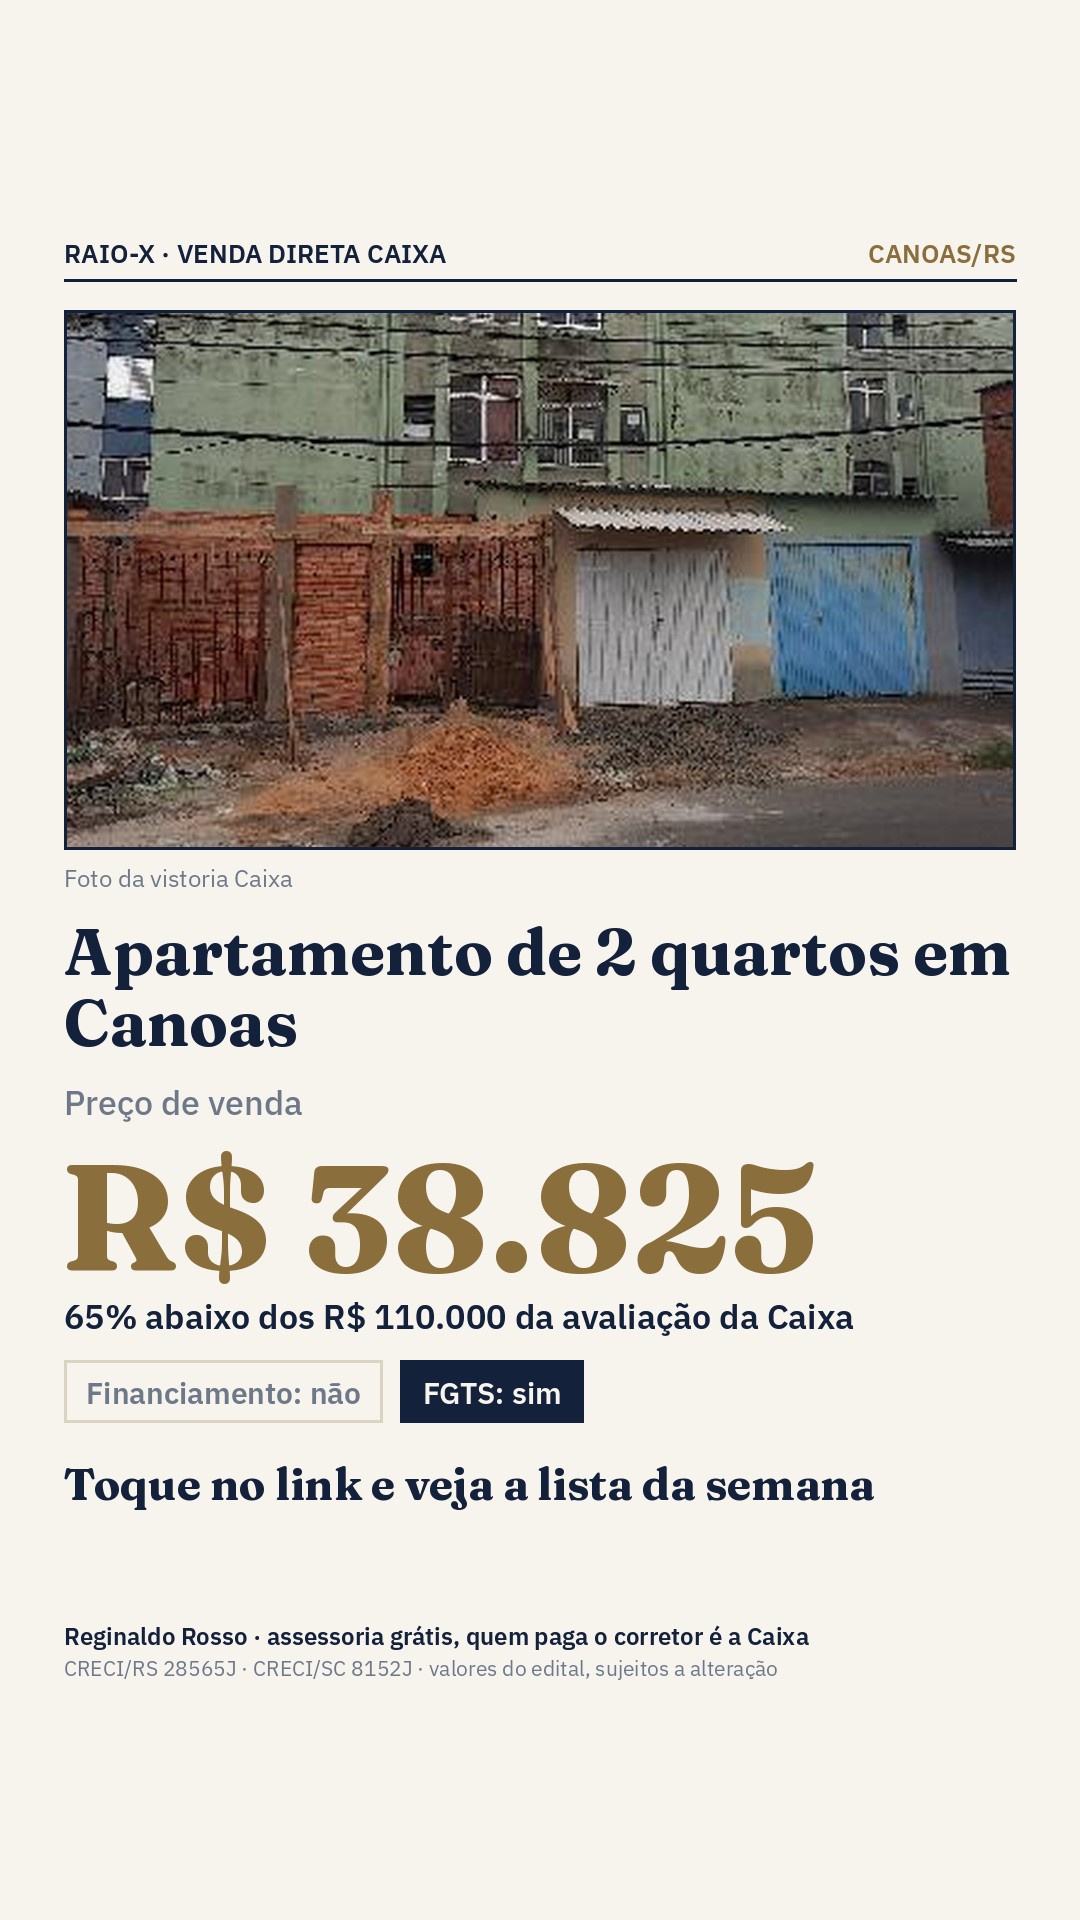 RAIO-X · VENDA DIRETA CAIXA
CANOAS/RS
Foto da vistoria Caixa
Apartamento de 2 quartos em
Canoas
Preço de venda
R$ 38.825
65% abaixo dos R$ 110.000 da avaliação da Caixa
Financiamento: não
FGTS: sim
Toque no link e veja a lista da semana
Reginaldo Rosso · assessoria grátis, quem paga o corretor é a Caixa
CRECI/RS 28565J · CRECI/SC 8152J · valores do edital, sujeitos a alteração